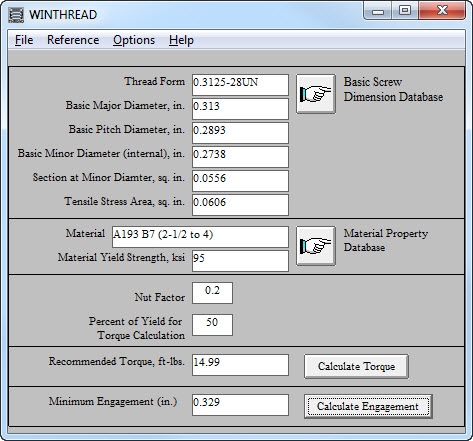 WINTHREAD
File Reference Options Help
Thread Form 0.3125-28UN
Basic Screw
Dimension Database
Basic Major Diameter, in. 0.313
Basic Pitch Diameter, in. 0.2893
Basic Minor Diameter (internal), in. 0.2738
Section at Minor Diamter, sq. in. 0.0556
Tensile Stress Area, sq. in. 0.0606
Material A193 B7 (2-1/2 to 4)
Material Property
Database
Material Yield Strength, ksi 95
Nut Factor 0.2
Percent of Yield for
Torque Calculation 50
Recommended Torque, ft-lbs. 14.99 Calculate Torque
Minimum Engagement (in.) 0.329 Calculate Engagement